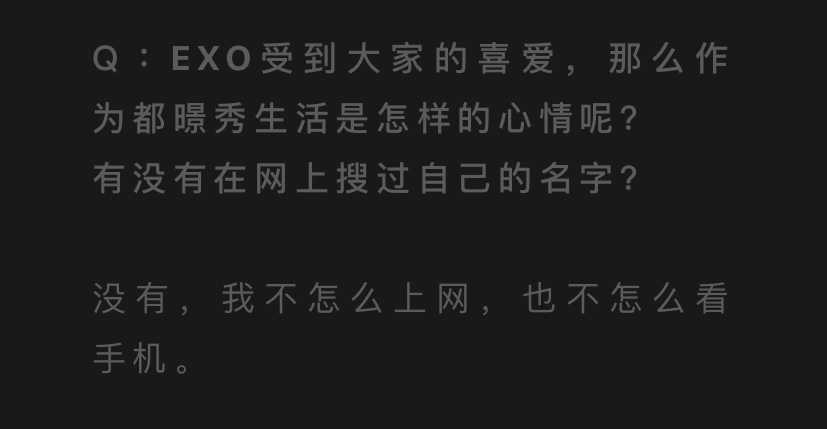 Q：EXO受到大家的喜爱，那么作
为都暻秀生活是怎样的心情呢？
有没有在网上搜过自己的名字？
没有，我不怎么上网，也不怎么看
手机。